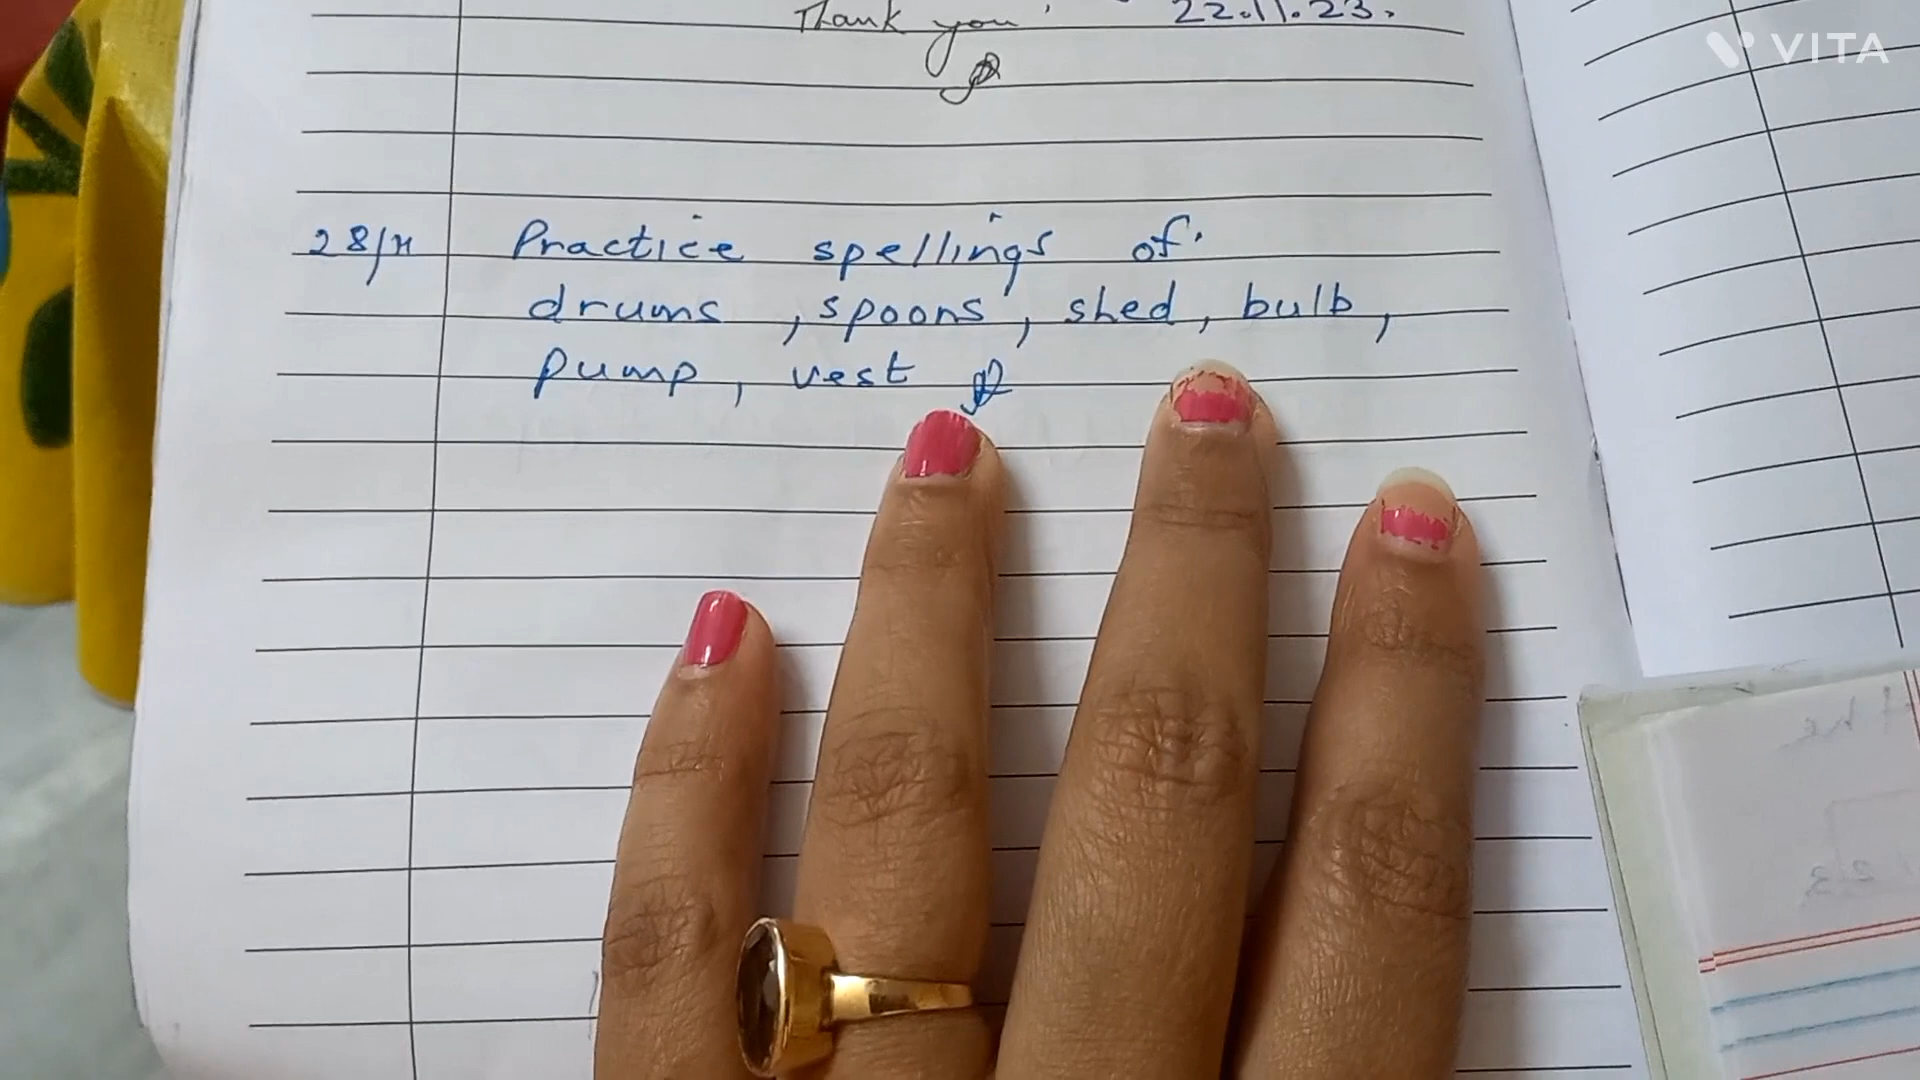 Thank you 22.11.23.
VITA
28/11 Practice spellings of.
drums, spoons, shed, bulb,
pump, vest